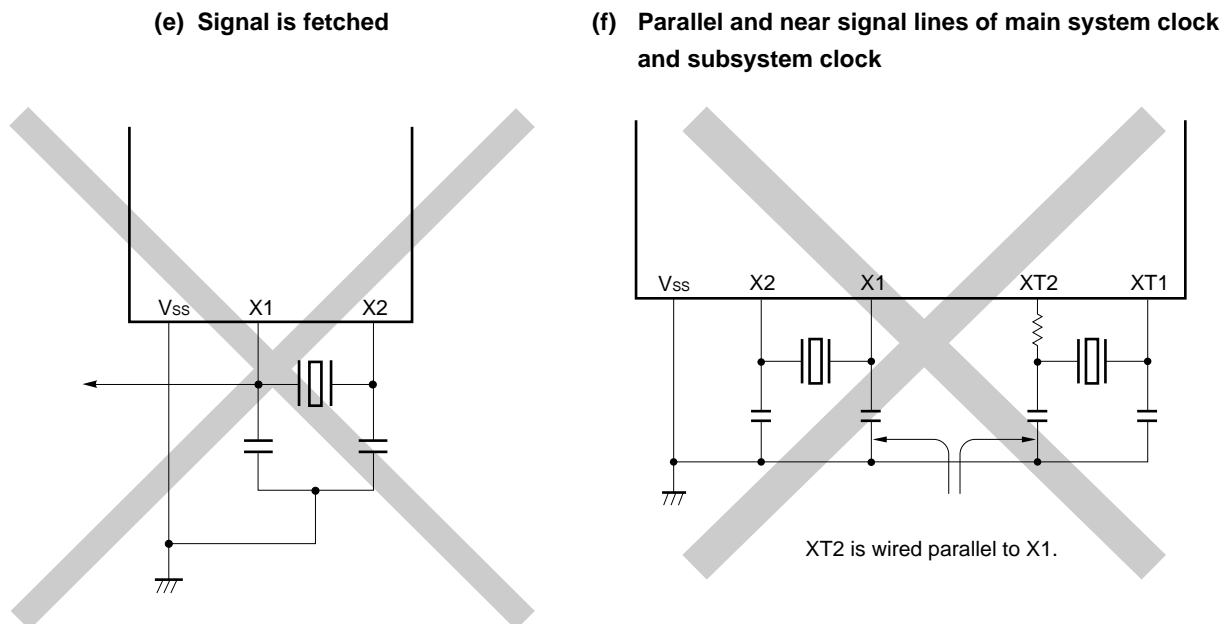 (e) Signal is fetched
(f) Parallel and near signal lines of main system clock
and subsystem clock
VSS X1 X2
VSS X2 X1 XT2 XT1
XT2 is wired parallel to X1.